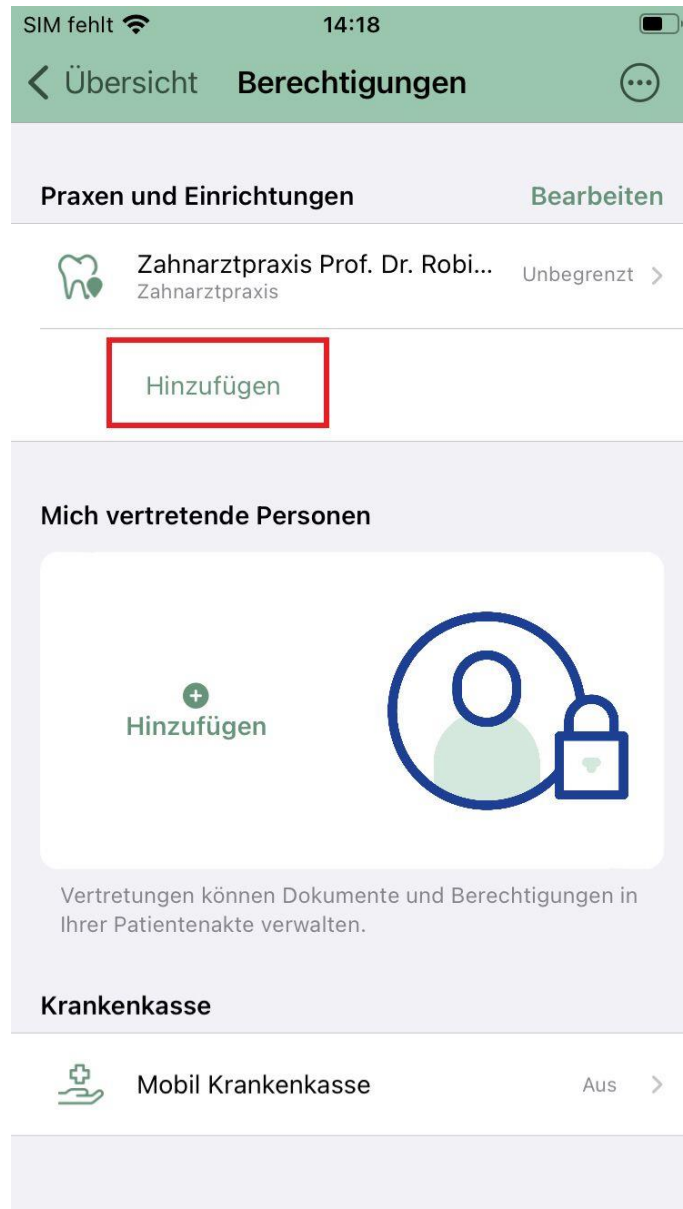 SIM fehlt 14:18
Übersicht Berechtigungen
Praxen und Einrichtungen Bearbeiten
Zahnarztpraxis Prof. Dr. Robi... Unbegrenzt
Zahnarztpraxis
Hinzufügen
Mich vertretende Personen
Hinzufügen
Vertretungen können Dokumente und Berechtigungen in
Ihrer Patientenakte verwalten.
Krankenkasse
Mobil Krankenkasse Aus